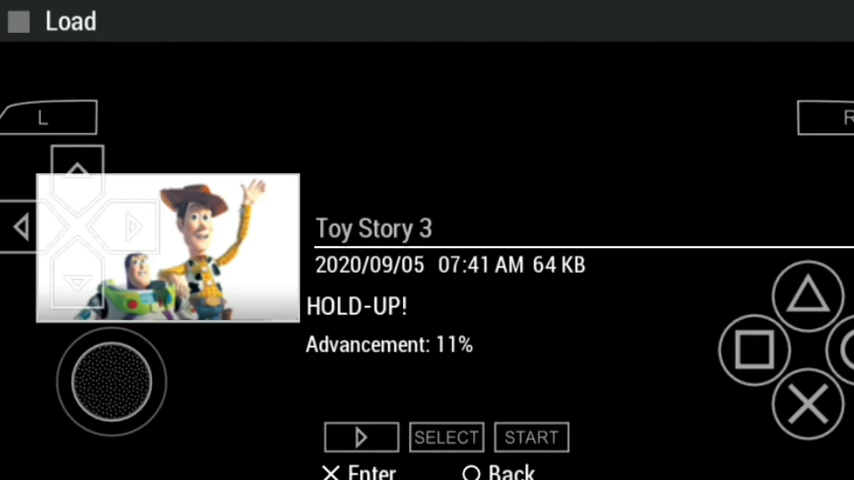 Load
L
R
Toy Story 3
2020/09/05 07:41 AM 64 KB
HOLD-UP!
Advancement: 11%
SELECT START
Enter Back